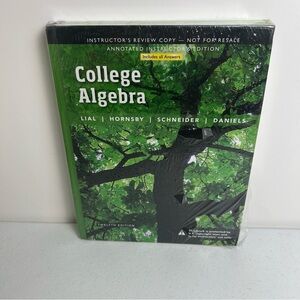 INSTRUCTOR'S REVIEW COPY — NOT FOR RESALE
ANNOTATED INSTRUCTOR'S EDITION
Includes all Answers
College
Algebra
LIAL | HORNSBY | SCHNEIDER | DANIELS
TWELFTH EDITION